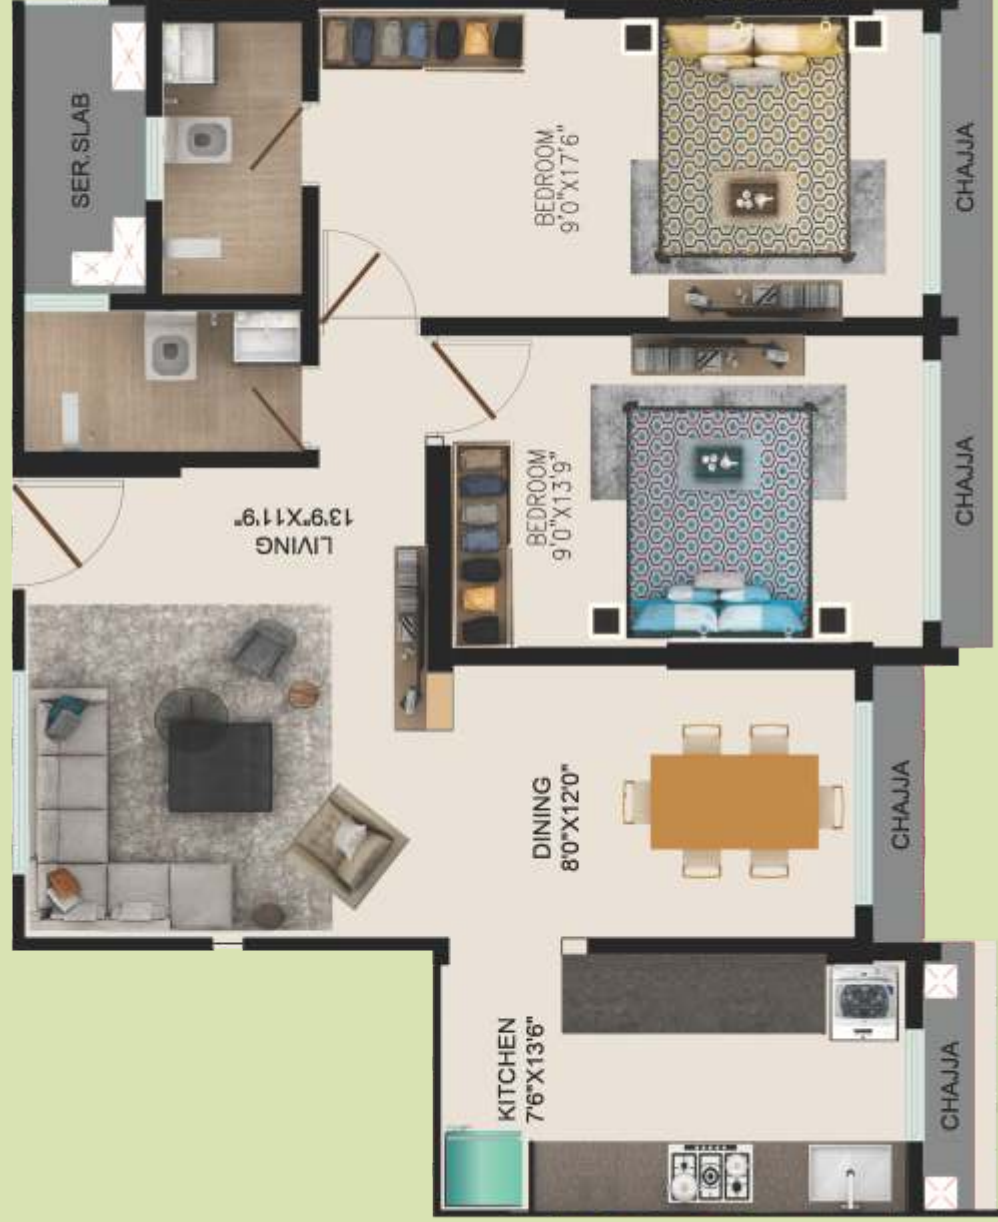 SER.SLAB
BEDROOM
9'0"X17'6"
CHAJJA
BEDROOM
9'0"X13'9"
CHAJJA
LIVING
13'9"X11'9"
DINING
8'0"X12'0"
CHAJJA
KITCHEN
7'6"X13'6"
CHAJJA